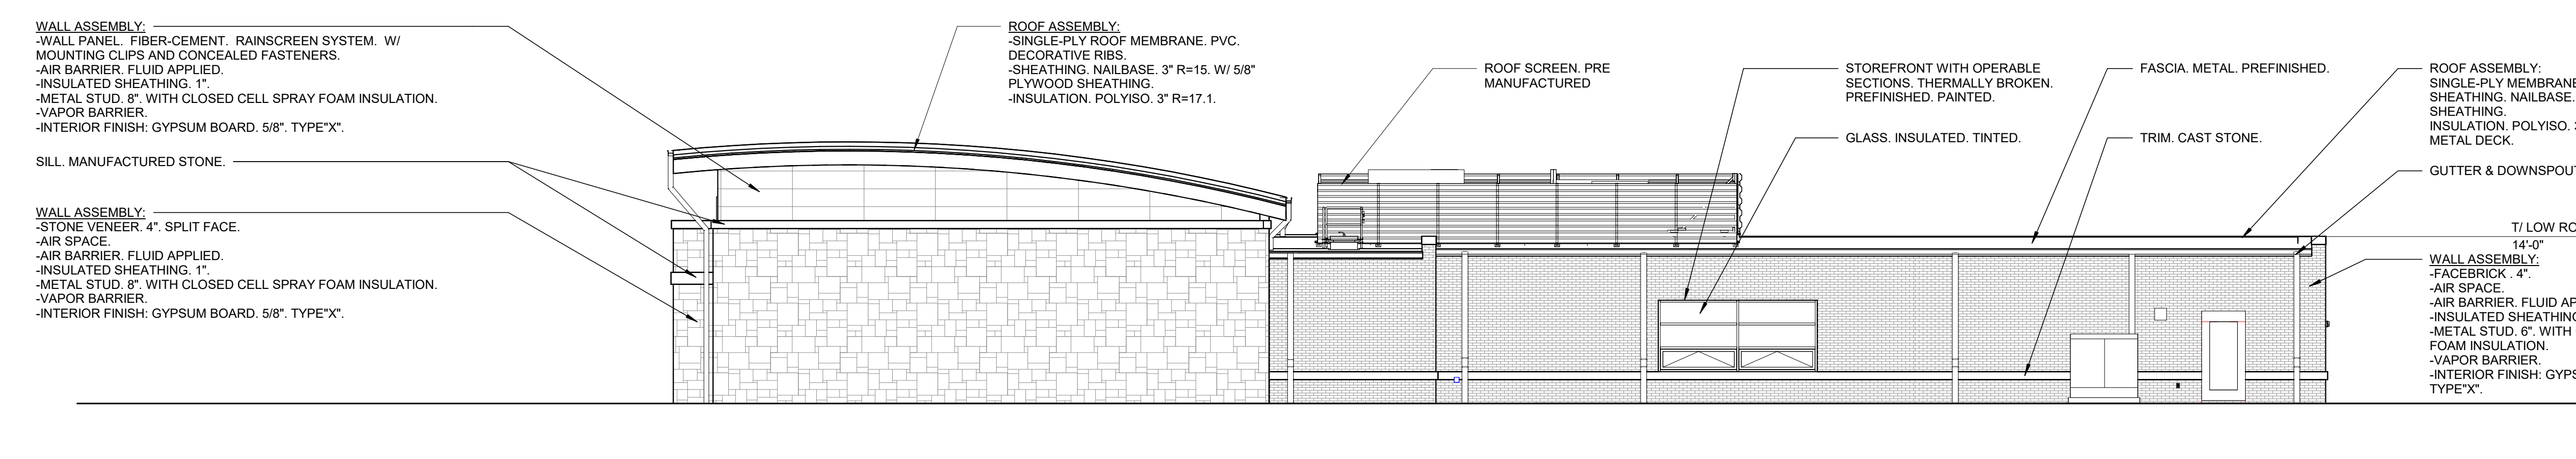 WALL ASSEMBLY:
-WALL PANEL. FIBER-CEMENT. RAINSCREEN SYSTEM. W/
MOUNTING CLIPS AND CONCEALED FASTENERS.
-AIR BARRIER. FLUID APPLIED.
-INSULATED SHEATHING. 1".
-METAL STUD. 8". WITH CLOSED CELL SPRAY FOAM INSULATION.
-VAPOR BARRIER.
-INTERIOR FINISH: GYPSUM BOARD. 5/8". TYPE"X".
SILL. MANUFACTURED STONE.
WALL ASSEMBLY:
-STONE VENEER. 4". SPLIT FACE.
-AIR SPACE.
-AIR BARRIER. FLUID APPLIED.
-INSULATED SHEATHING. 1".
-METAL STUD. 8". WITH CLOSED CELL SPRAY FOAM INSULATION.
-VAPOR BARRIER.
-INTERIOR FINISH: GYPSUM BOARD. 5/8". TYPE"X".
ROOF ASSEMBLY:
-SINGLE-PLY ROOF MEMBRANE. PVC.
DECORATIVE RIBS.
-SHEATHING. NAILBASE. 3" R=15. W/ 5/8"
PLYWOOD SHEATHING.
-INSULATION. POLYISO. 3" R=17.1.
ROOF SCREEN. PRE
MANUFACTURED
STOREFRONT WITH OPERABLE
SECTIONS. THERMALLY BROKEN.
PREFINISHED. PAINTED.
GLASS. INSULATED. TINTED.
FASCIA. METAL. PREFINISHED.
TRIM. CAST STONE.
ROOF ASSEMBLY:
SINGLE-PLY MEMBRANE
SHEATHING. NAILBASE.
SHEATHING.
INSULATION. POLYISO.
METAL DECK.
GUTTER & DOWNSPOUT
T/ LOW RO
14'-0"
WALL ASSEMBLY:
-FACEBRICK . 4".
-AIR SPACE.
-AIR BARRIER. FLUID AP
-INSULATED SHEATHING
-METAL STUD. 6". WITH
FOAM INSULATION.
-VAPOR BARRIER.
-INTERIOR FINISH: GYPS
TYPE"X".